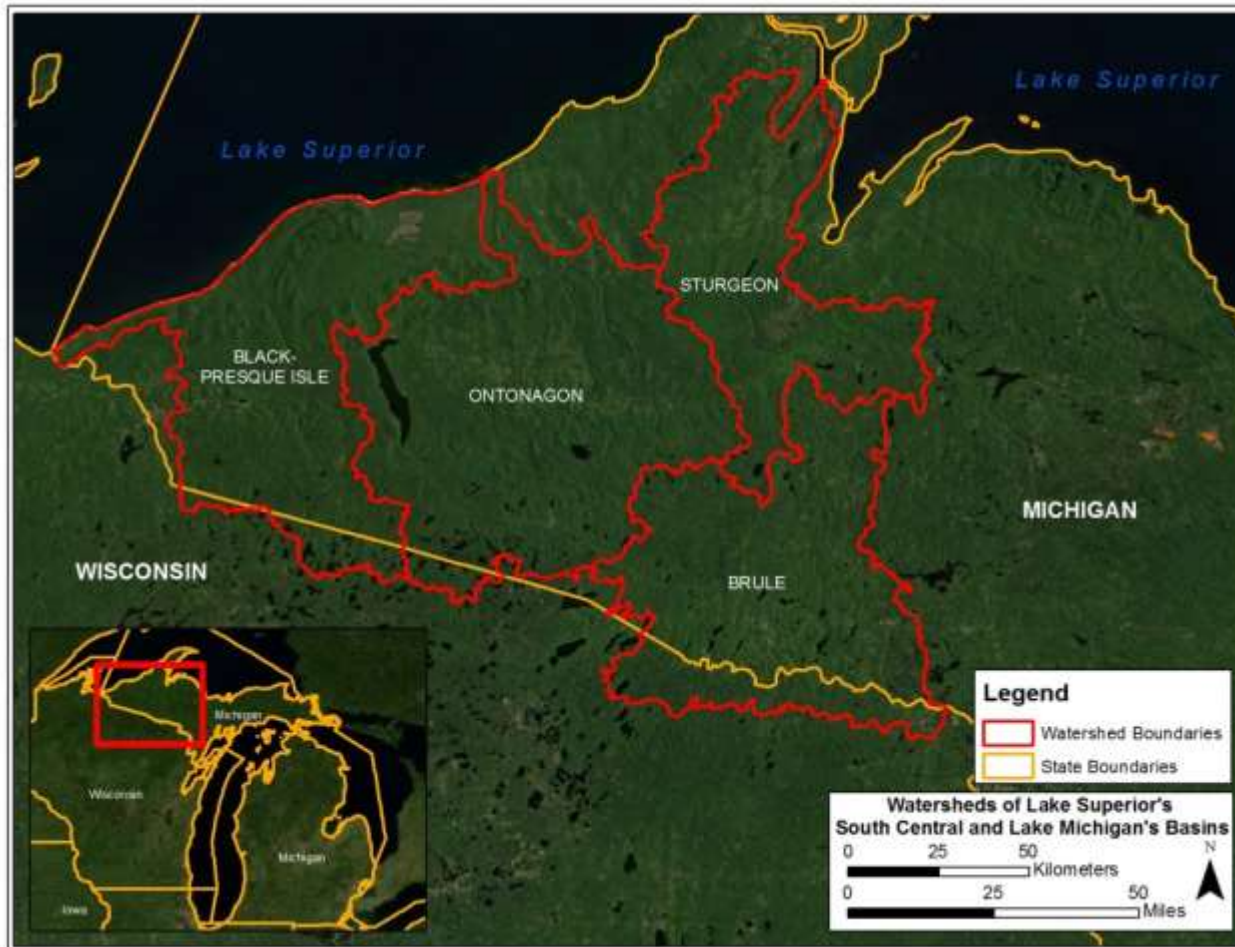 Lake Superior
Lake Superior
STURGEON
BLACK-
PRESQUE ISLE
ONTONAGON
MICHIGAN
WISCONSIN
BRULE
Michigan
Wisconsin
Michigan
Iowa
Legend
Watershed Boundaries
State Boundaries
Watersheds of Lake Superior's
South Central and Lake Michigan's Basins
N
0 25 50
Kilometers
0 25 50
Miles